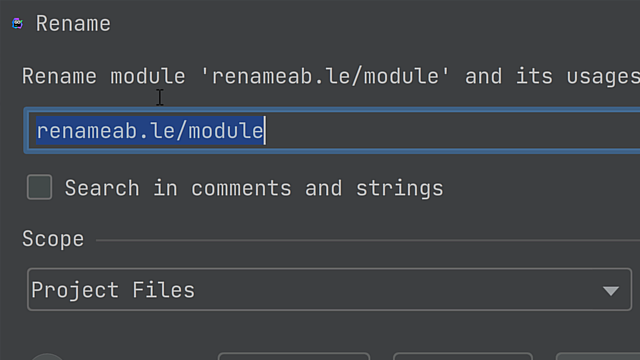 Rename
Rename module 'renameab.le/module' and its usages
renameab.le/module
Search in comments and strings
Scope
Project Files